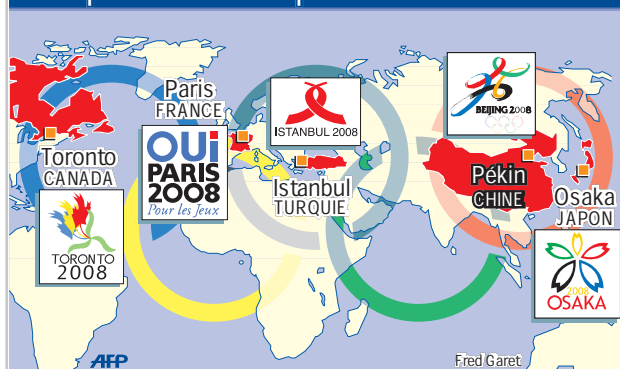 Paris
FRANCE
Toronto
CANADA
TORONTO
2008
OUi
PARIS
2008
Pour les Jeux
ISTANBUL 2008
Istanbul
TURQUIE
BEIJING 2008
Pékin
CHINE
Osaka
JAPON
2008
OSAKA
AFP
Fred Garet